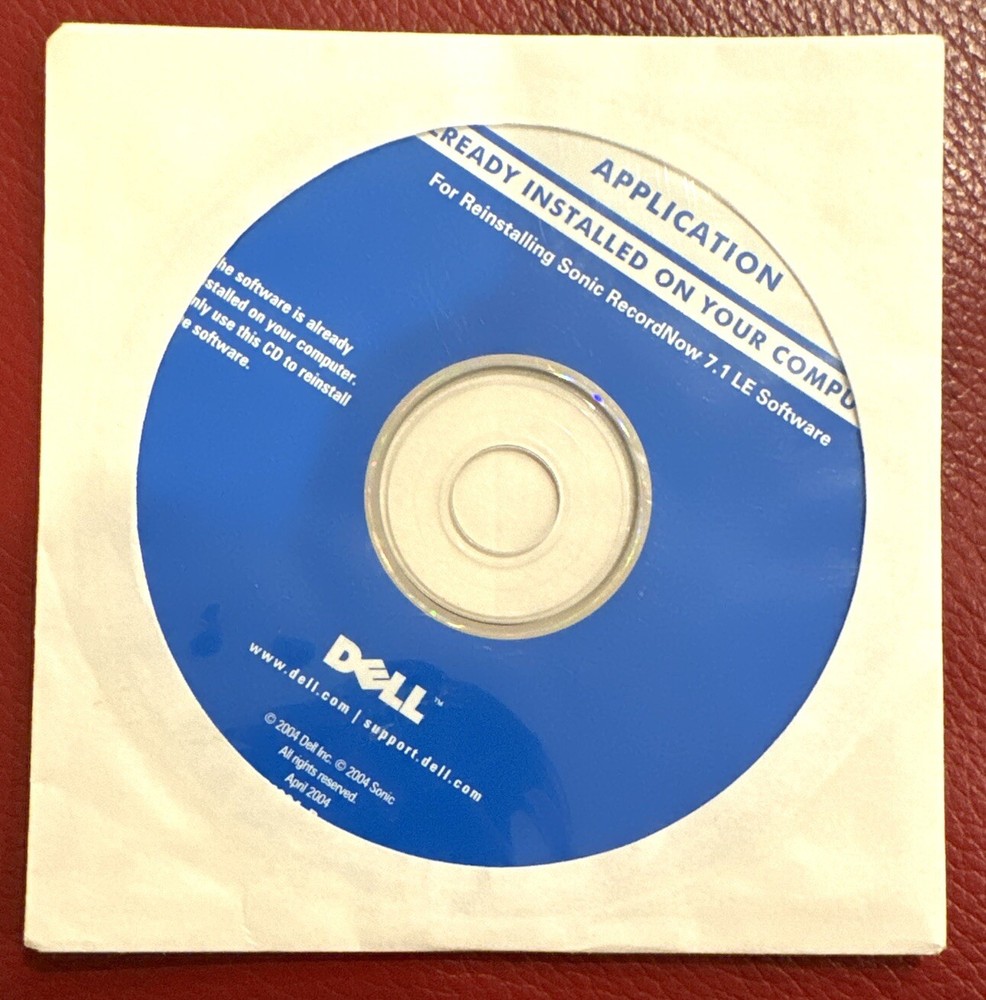 APPLICATION
LREADY INSTALLED ON YOUR COMPU
For Reinstalling Sonic RecordNow 7.1 LE Software
he software is already
stalled on your computer.
nly use this CD to reinstall
e software.
DELL™
www.dell.com | support.dell.com
© 2004 Dell Inc. © 2004 Sonic
All rights reserved.
April 2004